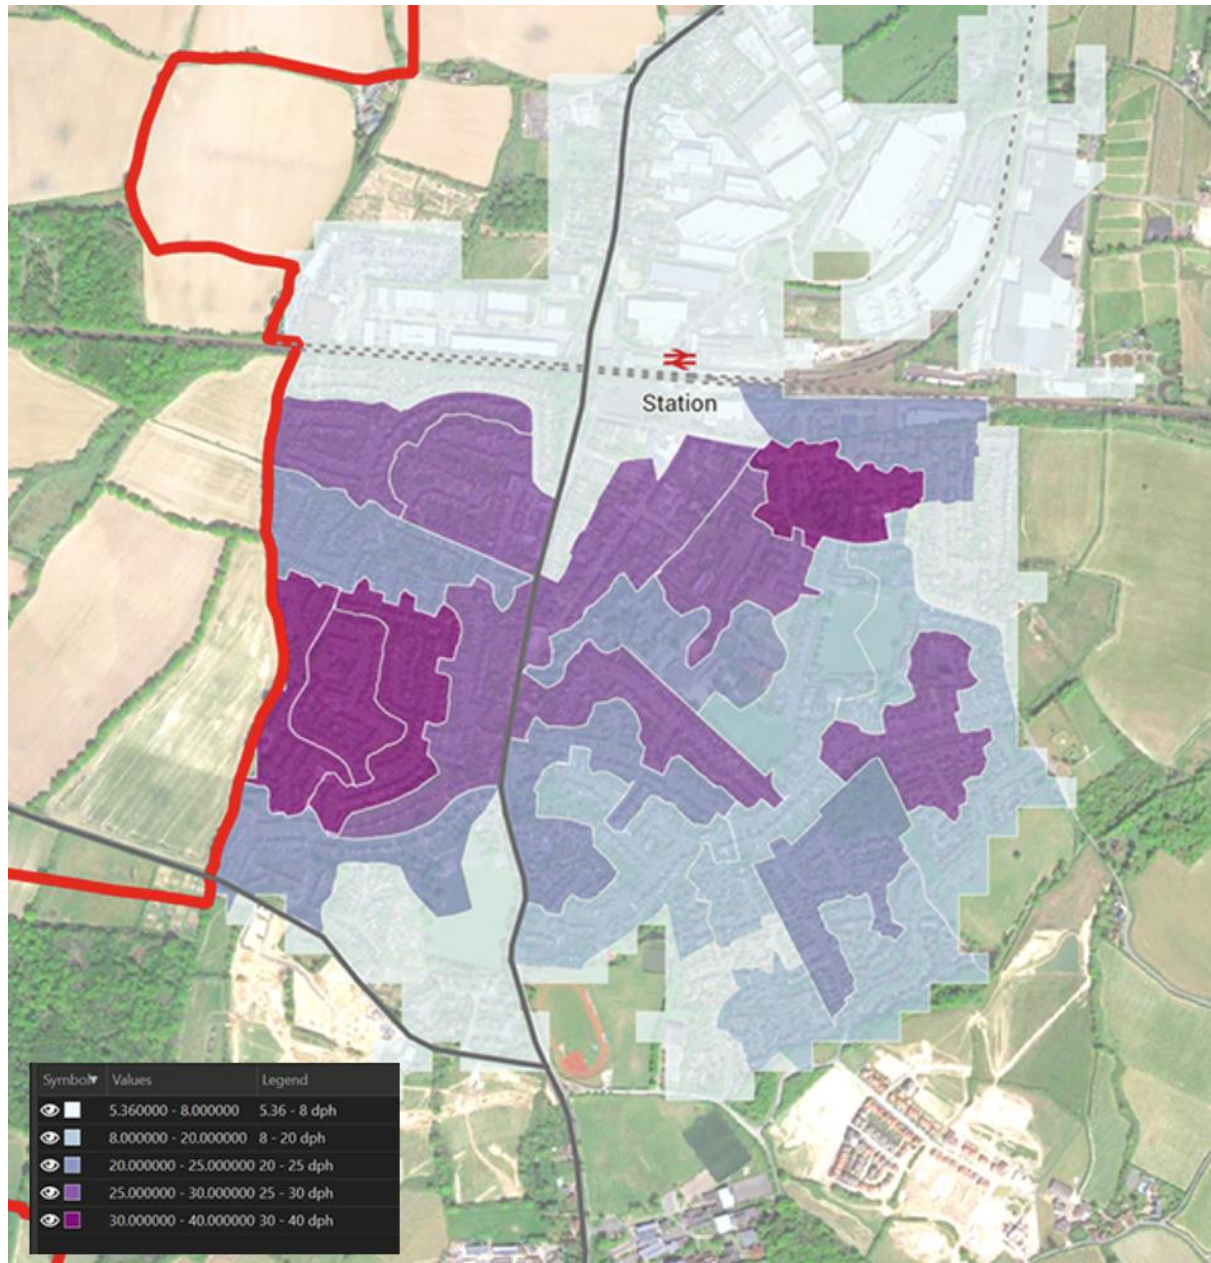 Station
Symbol Values Legend
5.360000 - 8.000000 5.36 - 8 dph
8.000000 - 20.000000 8 - 20 dph
20.000000 - 25.000000 20 - 25 dph
25.000000 - 30.000000 25 - 30 dph
30.000000 - 40.000000 30 - 40 dph